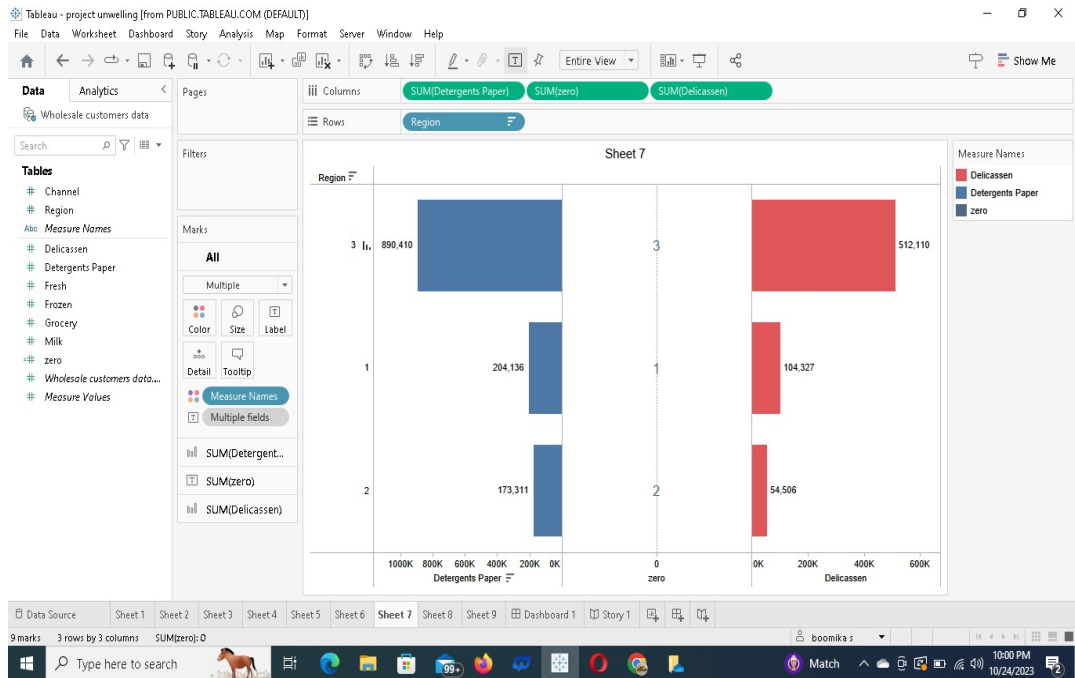 Tableau - project unwelling [from PUBLIC.TABLEAU.COM (DEFAULT)]
File Data Worksheet Dashboard Story Analysis Map Format Server Window Help
Entire View
Show Me
Data Analytics
Wholesale customers data
Search
Tables
# Channel
# Region
Abc Measure Names
# Delicassen
# Detergents Paper
# Fresh
# Frozen
# Grocery
# Milk
=# zero
# Wholesale customers data....
# Measure Values
Pages
Filters
Marks
All
Multiple
Color Size Label
Detail Tooltip
Measure Names
Multiple fields
SUM(Detergent...
SUM(zero)
SUM(Delicassen)
Columns SUM(Detergents Paper) SUM(zero) SUM(Delicassen)
Rows Region
Sheet 7
Region
3 890,410 3 512,110
1 204,136 1 104,327
2 173,311 2 54,506
1000K 800K 600K 400K 200K 0K 0 0K 200K 400K 600K
Detergents Paper zero Delicassen
Measure Names
Delicassen
Detergents Paper
zero
Data Source Sheet 1 Sheet 2 Sheet 3 Sheet 4 Sheet 5 Sheet 6 Sheet 7 Sheet 8 Sheet 9 Dashboard 1 Story 1
9 marks 3 rows by 3 columns SUM(zero): 0 boomika s
Type here to search 99+ Match 10:00 PM
10/24/2023 2